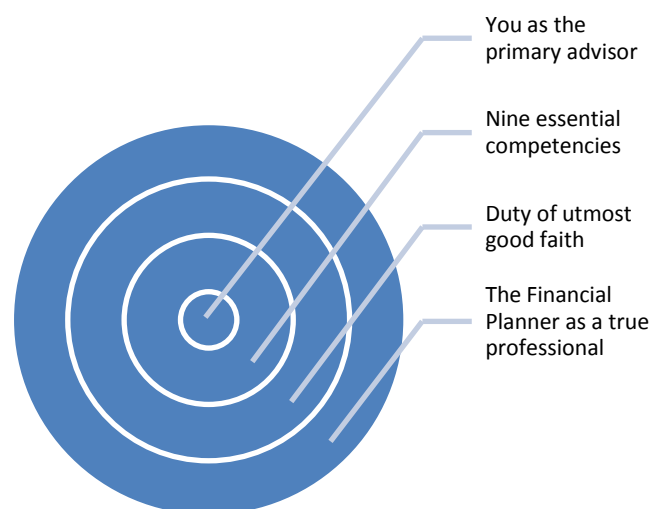 You as the
primary advisor
Nine essential
competencies
Duty of utmost
good faith
The Financial
Planner as a true
professional